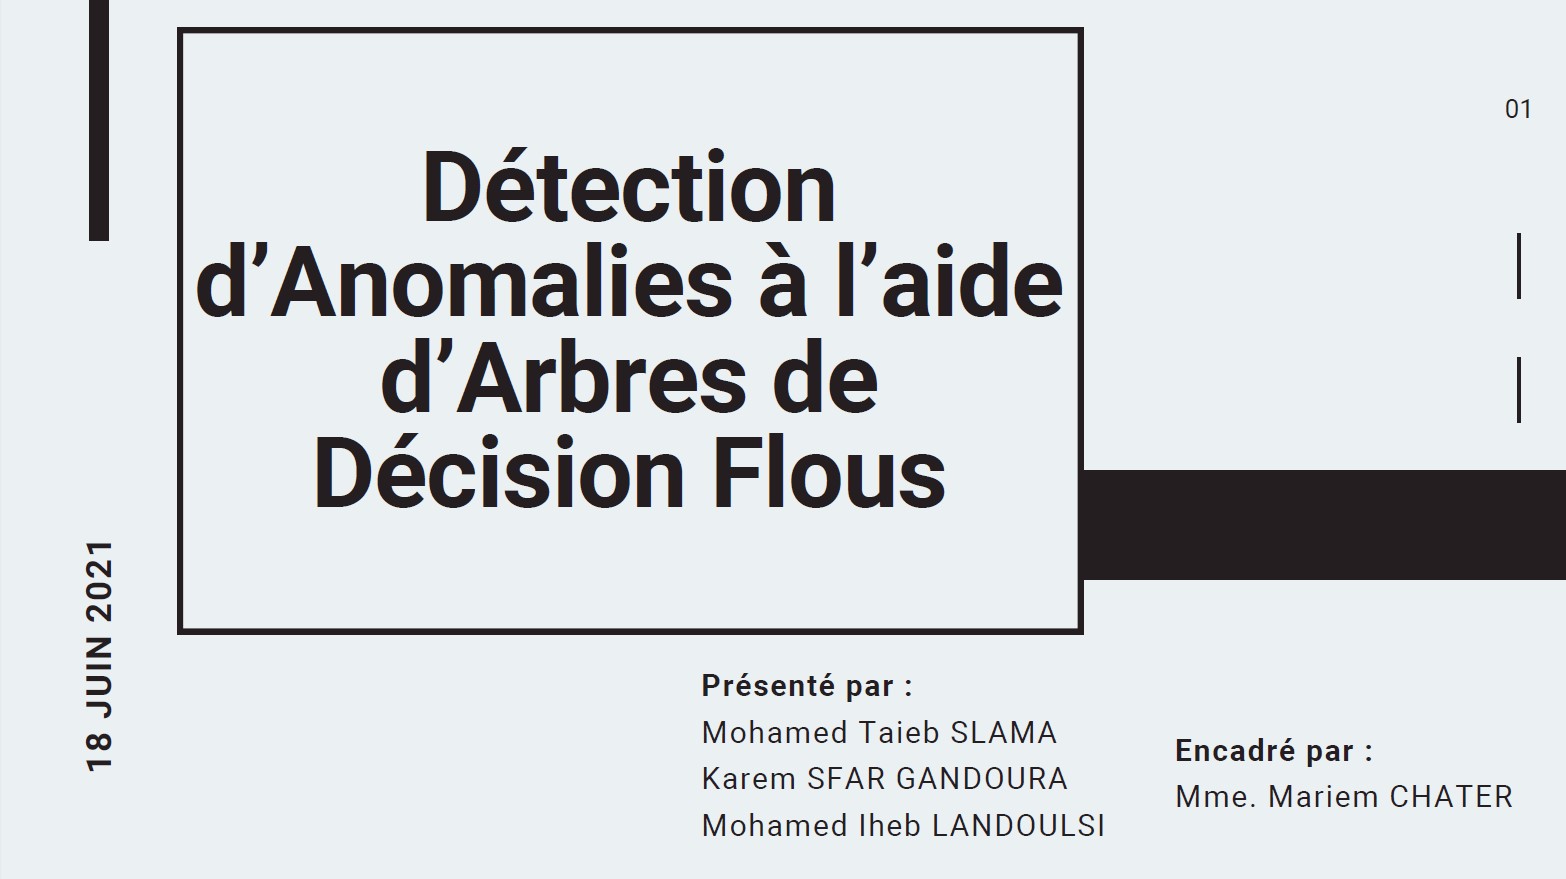 01
Détection
d’Anomalies à l’aide
d’Arbres de
Décision Flous
18 JUIN 2021
Présenté par :
Mohamed Taieb SLAMA
Karem SFAR GANDOURA
Mohamed Iheb LANDOULSI
Encadré par :
Mme. Mariem CHATER